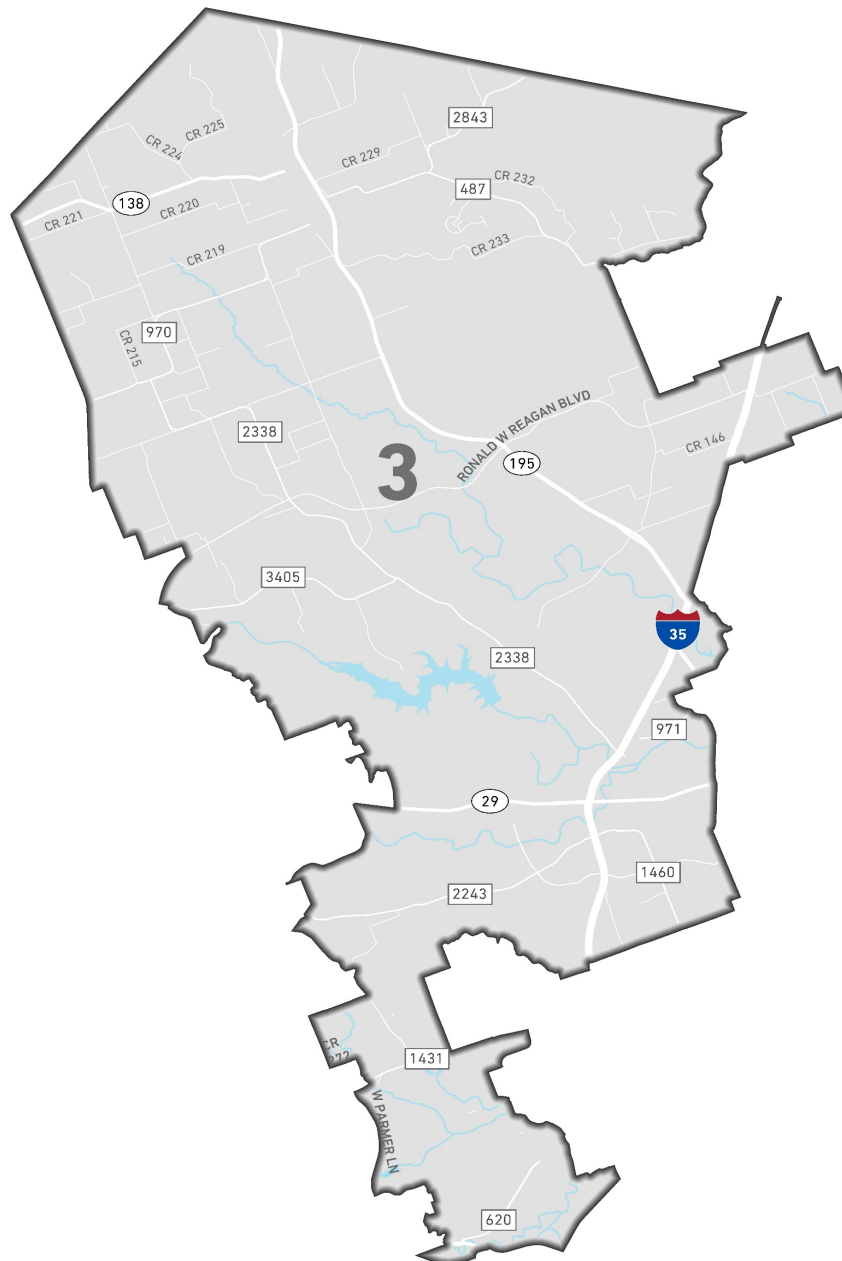 2843
CR 225
CR 224
CR 229
CR 232
487
138
CR 220
CR 221
CR 233
CR 219
970
CR 215
RONALD W REAGAN BLVD
2338
CR 146
3
195
3405
35
2338
971
29
1460
2243
CR
272
1431
W PARMER LN
620